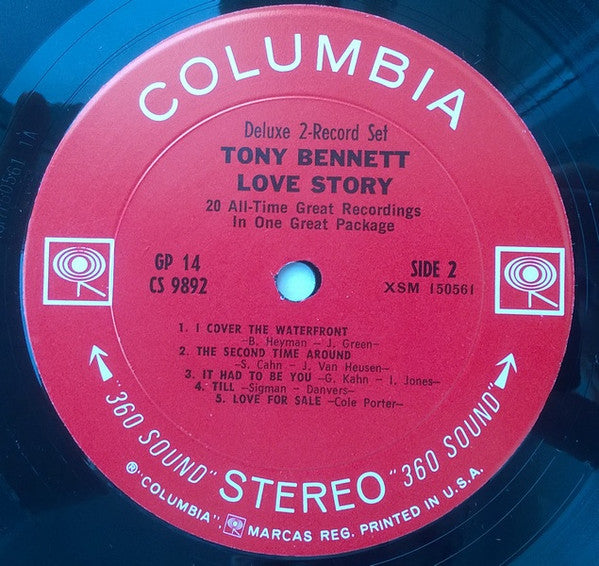 COLUMBIA
Deluxe 2-Record Set
TONY BENNETT
LOVE STORY
20 All-Time Great Recordings
In One Great Package
GP 14
CS 9892
SIDE 2
XSM 150561
1. I COVER THE WATERFRONT
—B. Heyman—J. Green—
2. THE SECOND TIME AROUND
—S. Cahn—J. Van Heusen—
3. IT HAD TO BE YOU —G. Kahn—I. Jones—
4. TILL —Sigman—Danvers—
5. LOVE FOR SALE —Cole Porter—
"360 SOUND" STEREO "360 SOUND"
℗"COLUMBIA", MARCAS REG. PRINTED IN U.S.A.